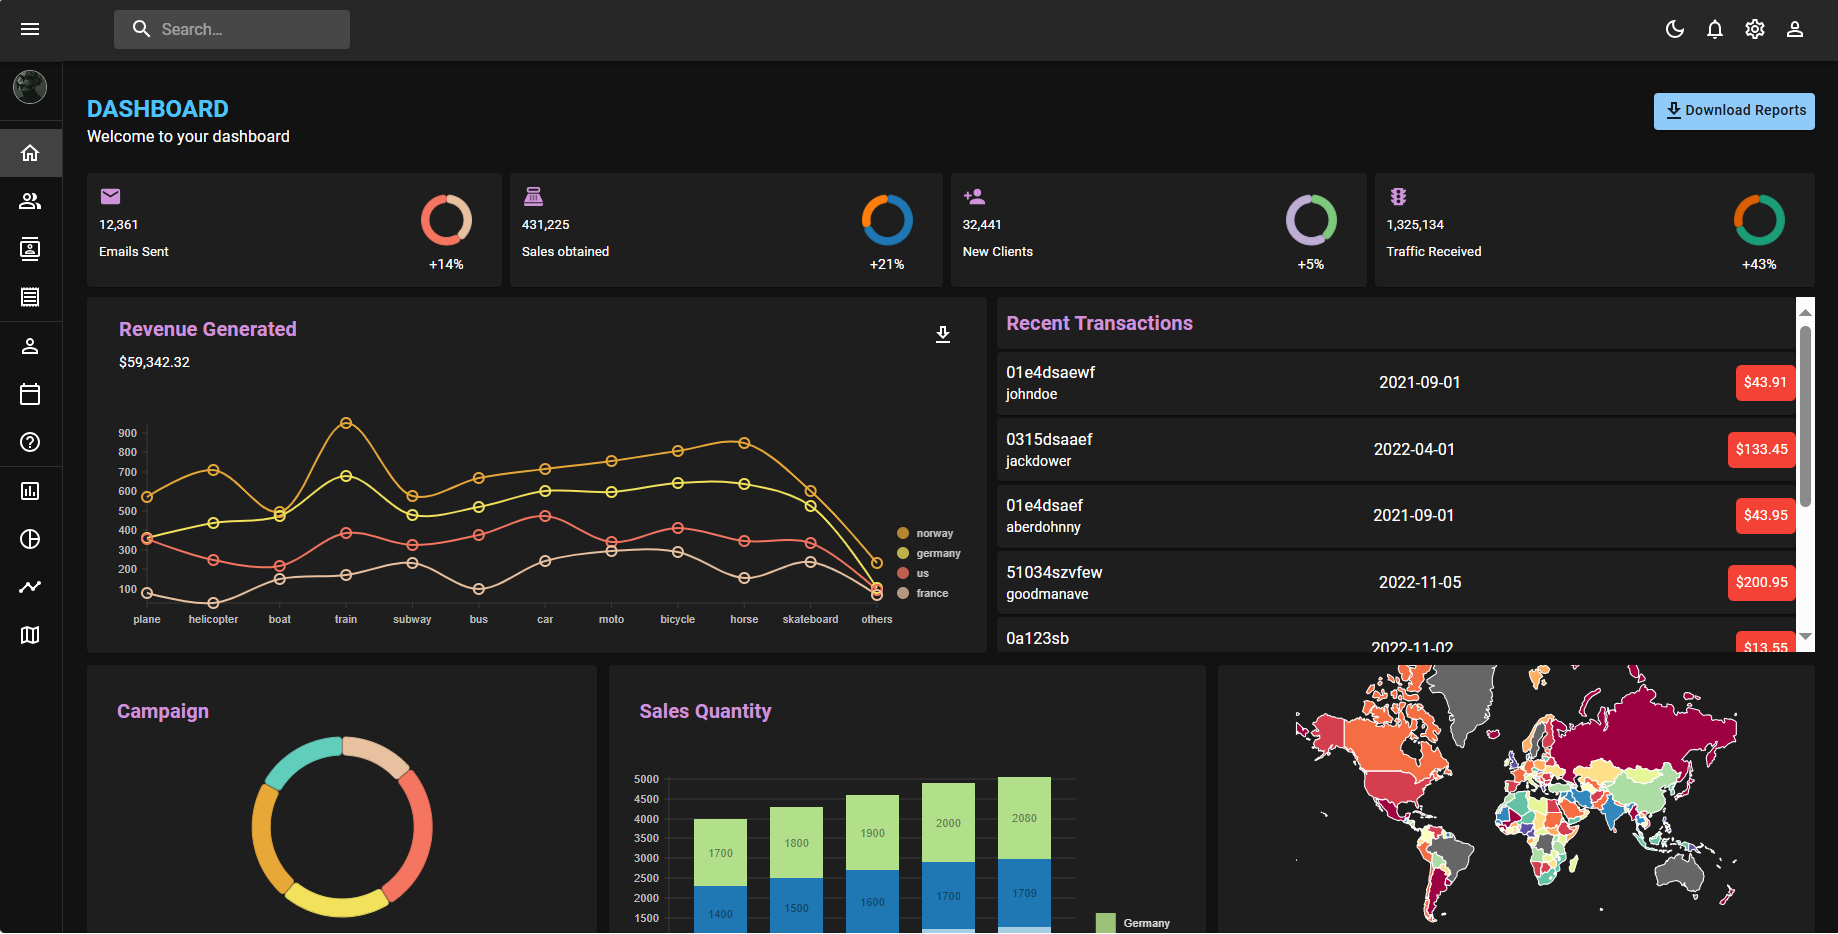 Search...
DASHBOARD
Welcome to your dashboard
Download Reports
12,361
Emails Sent
+14%
431,225
Sales obtained
+21%
32,441
New Clients
+5%
1,325,134
Traffic Received
+43%
Revenue Generated
$59,342.32
900
800
700
600
500
400
300
200
100
plane helicopter boat train subway bus car moto bicycle horse skateboard others
norway
germany
us
france
Recent Transactions
01e4dsaewf
johndoe
2021-09-01
$43.91
0315dsaaef
jackdower
2022-04-01
$133.45
01e4dsaef
aberdohnny
2021-09-01
$43.95
51034szvfew
goodmanave
2022-11-05
$200.95
0a123sb
2022-11-02
$13.55
Campaign
Sales Quantity
5000
4500
4000
3500
3000
2500
2000
1500
1700 1800 1900 2000 2080
1400 1500 1600 1700 1709
Germany